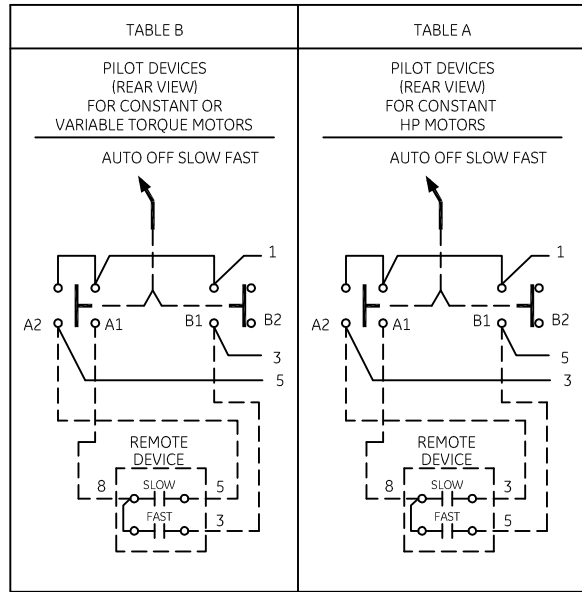 TABLE B
PILOT DEVICES
(REAR VIEW)
FOR CONSTANT OR
VARIABLE TORQUE MOTORS
AUTO OFF SLOW FAST
1
A2 A1 B1 B2
3
5
REMOTE
DEVICE
8 SLOW 5
FAST 3
TABLE A
PILOT DEVICES
(REAR VIEW)
FOR CONSTANT
HP MOTORS
AUTO OFF SLOW FAST
1
A2 A1 B1 B2
5
3
REMOTE
DEVICE
8 SLOW 3
FAST 5